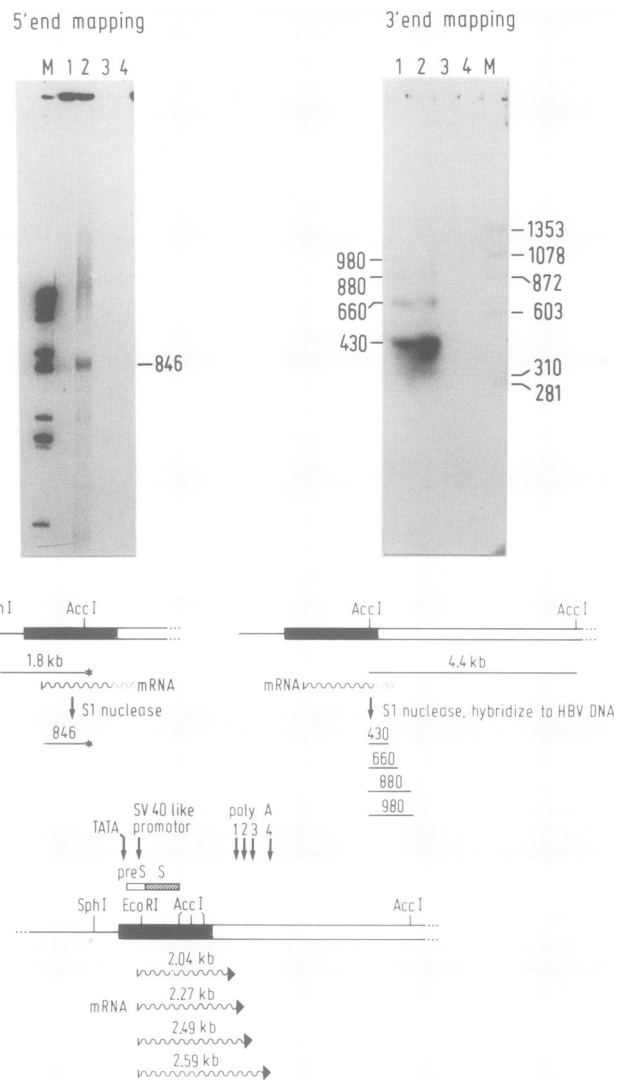 5'end mapping
3'end mapping
M 1 2 3 4
1 2 3 4 M
846
980
880
660
430
1353
1078
872
603
310
281
AccI
1.8 kb
mRNA
S1 nuclease
846
AccI AccI
4.4 kb
mRNA
S1 nuclease, hybridize to HBV DNA
430
660
880
980
TATA
SV 40 like
promotor
poly A
1 2 3 4
preS S
SphI EcoRI AccI AccI
2.04 kb
mRNA
2.27 kb
2.49 kb
2.59 kb